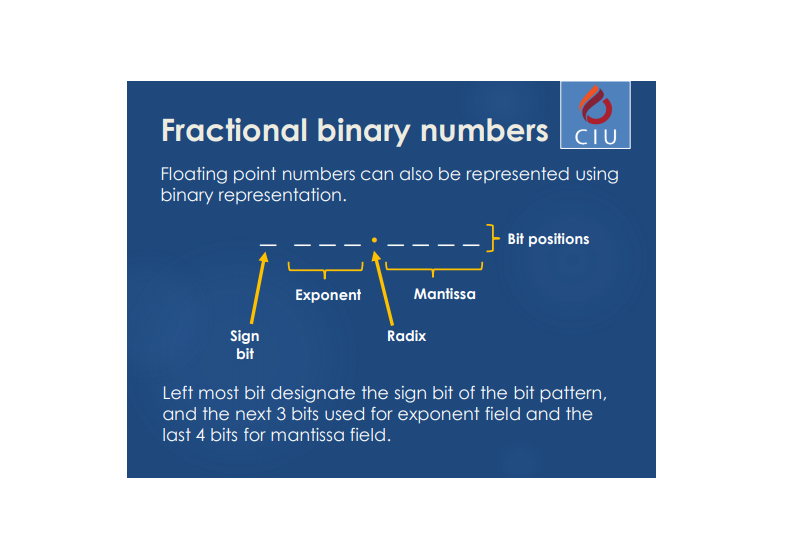 Fractional binary numbers
CIU
Floating point numbers can also be represented using
binary representation.
Bit positions
Exponent
Mantissa
Sign
bit
Radix
Left most bit designate the sign bit of the bit pattern,
and the next 3 bits used for exponent field and the
last 4 bits for mantissa field.